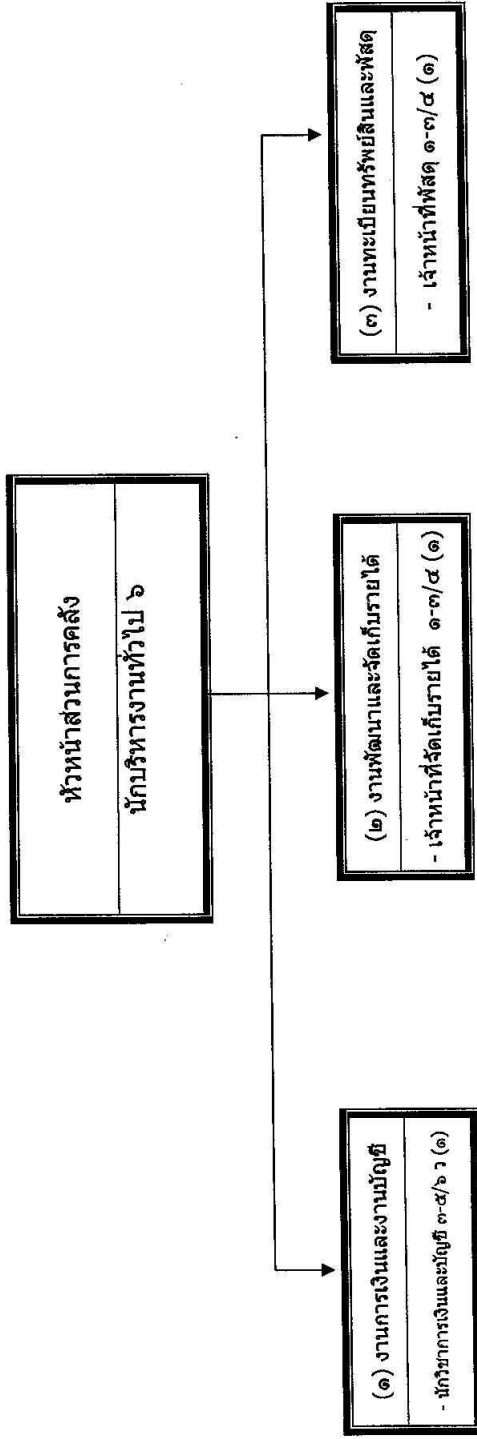 หัวหน้าส่วนการคลัง
นักบริหารงานทั่วไป ๖
(๑) งานการเงินและงานบัญชี
- นักวิชาการเงินและบัญชี ๓-๕/๖ ว (๑)
(๒) งานพัฒนาและจัดเก็บรายได้
- เจ้าหน้าที่จัดเก็บรายได้ ๑-๓/๔ (๑)
(๓) งานทะเบียนทรัพย์สินและพัสดุ
- เจ้าหน้าที่พัสดุ ๑-๓/๔ (๑)